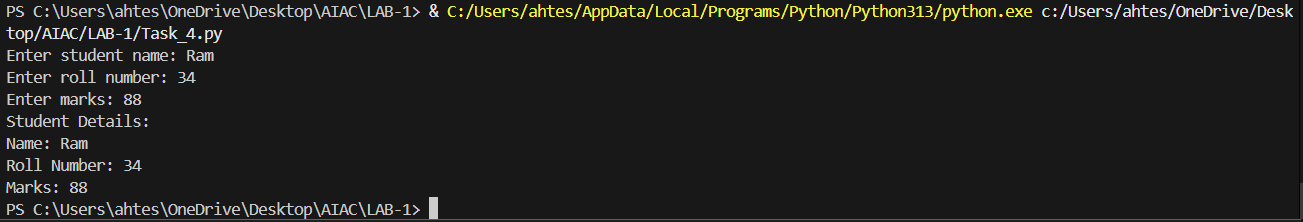 PS C:\Users\ahtes\OneDrive\Desktop\AIAC\LAB-1> & C:/Users/ahtes/AppData/Local/Programs/Python/Python313/python.exe c:/Users/ahtes/OneDrive/Desk
top/AIAC/LAB-1/Task_4.py
Enter student name: Ram
Enter roll number: 34
Enter marks: 88
Student Details:
Name: Ram
Roll Number: 34
Marks: 88
PS C:\Users\ahtes\OneDrive\Desktop\AIAC\LAB-1>